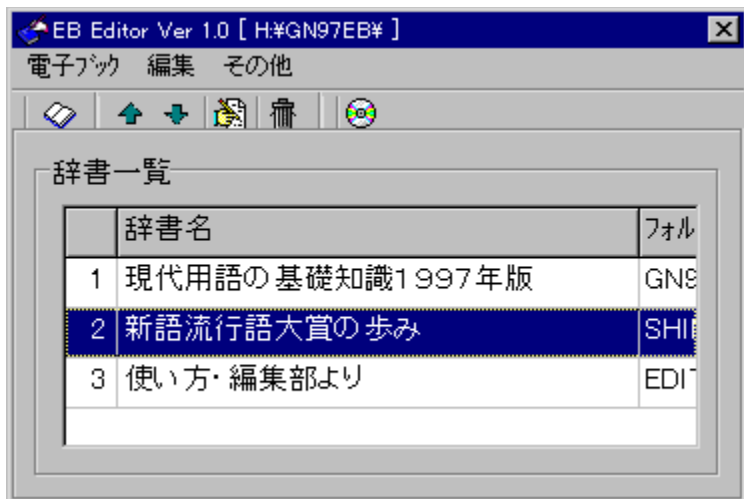 EB Editor Ver 1.0 [ H:¥GN97EB¥ ]
電子ブック 編集 その他
辞書一覧
辞書名 フォル
1 現代用語の基礎知識1997年版 GN9
2 新語流行語大賞の歩み SHI
3 使い方・編集部より EDI